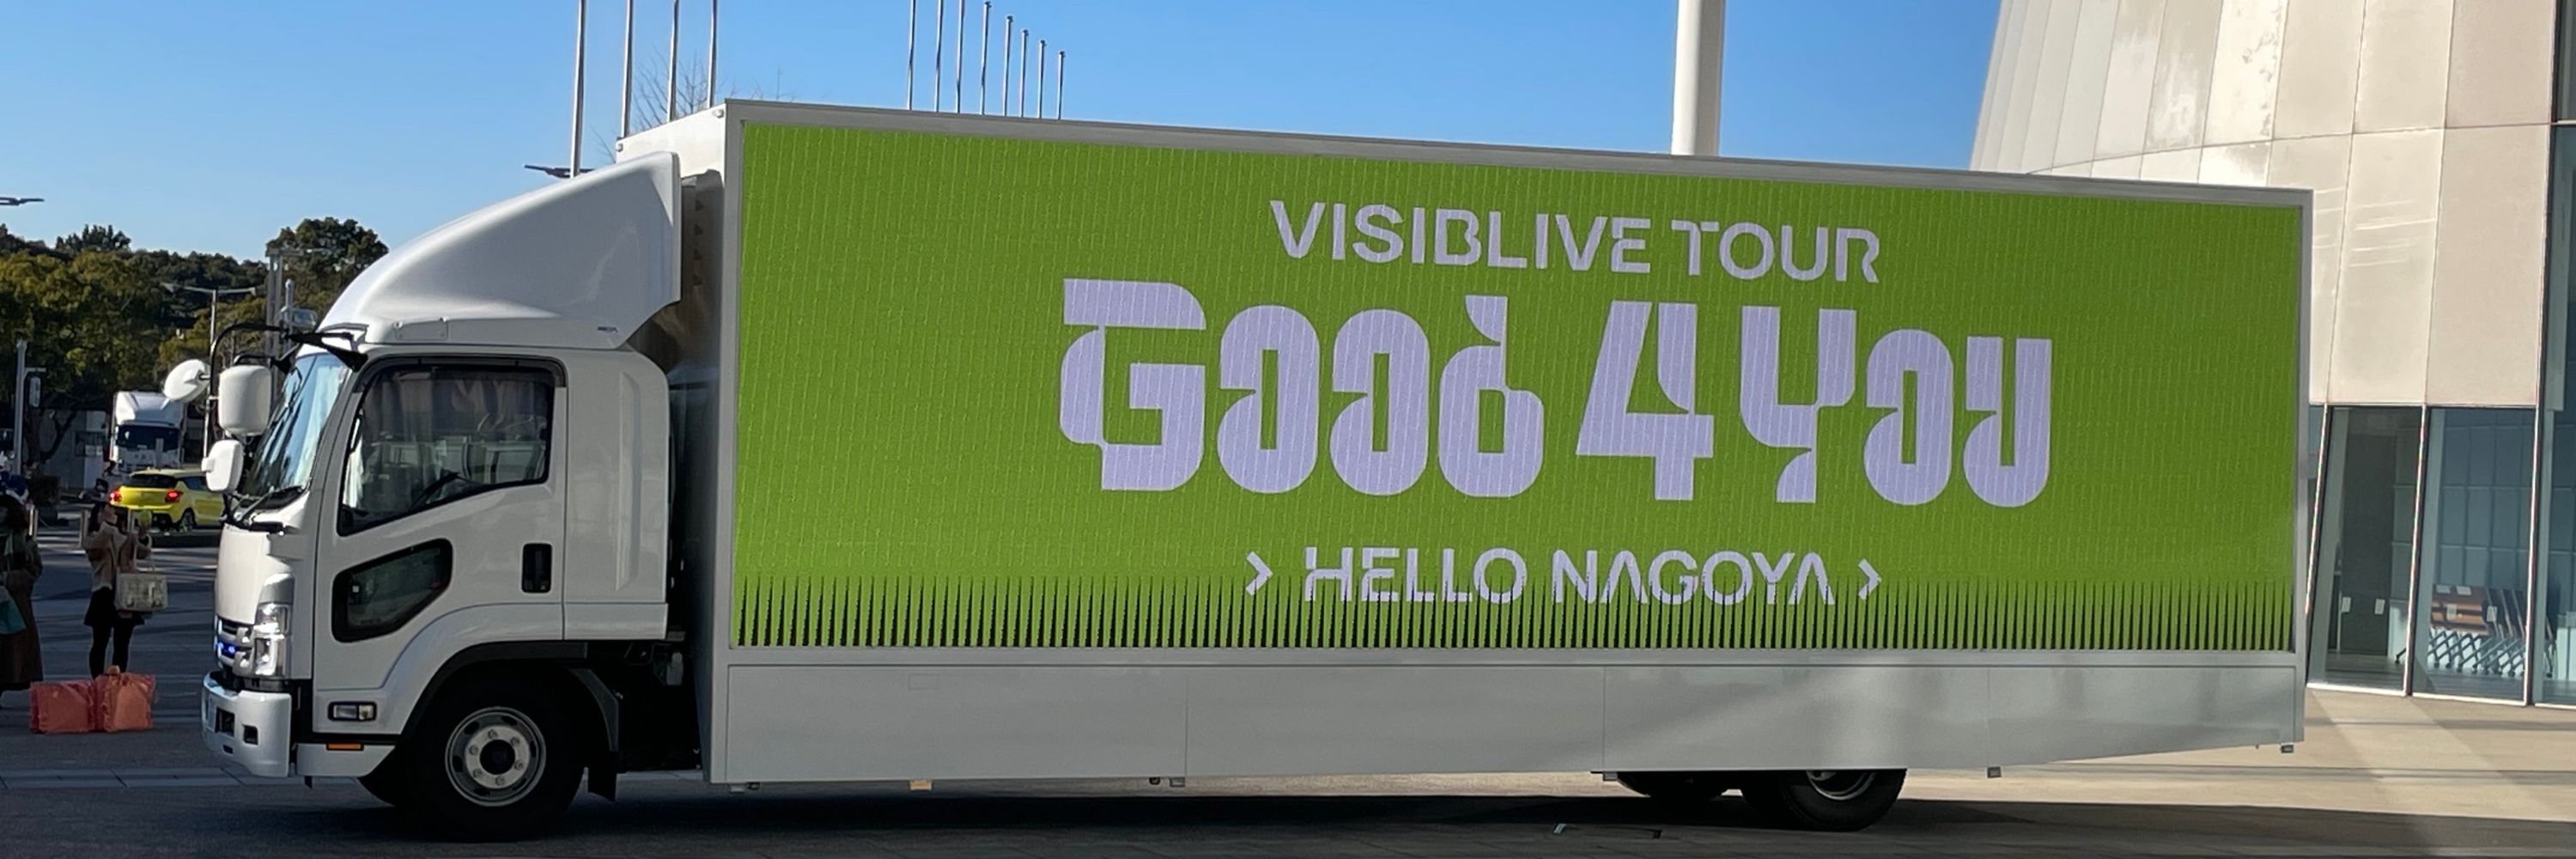 VISIBLIVE TOUR
Good 4 You
> HELLO NAGOYA >